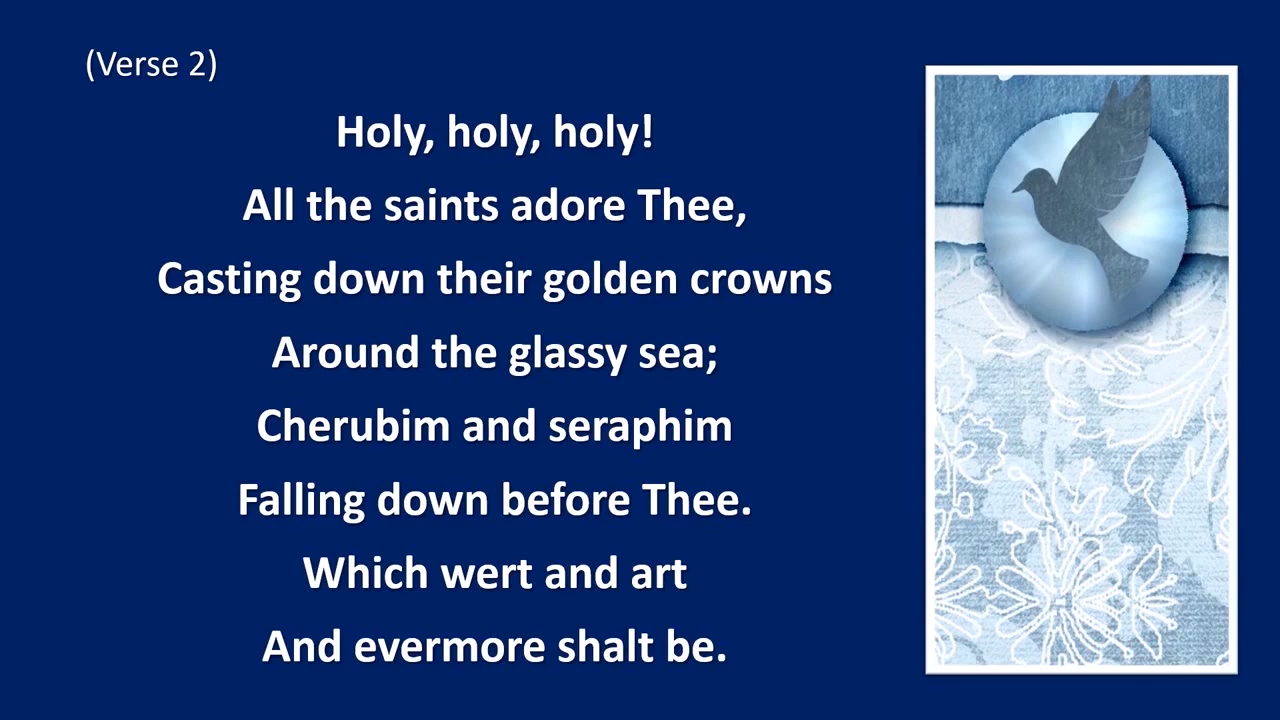 (Verse 2)
Holy, holy, holy!
All the saints adore Thee,
Casting down their golden crowns
Around the glassy sea;
Cherubim and seraphim
Falling down before Thee.
Which wert and art
And evermore shalt be.